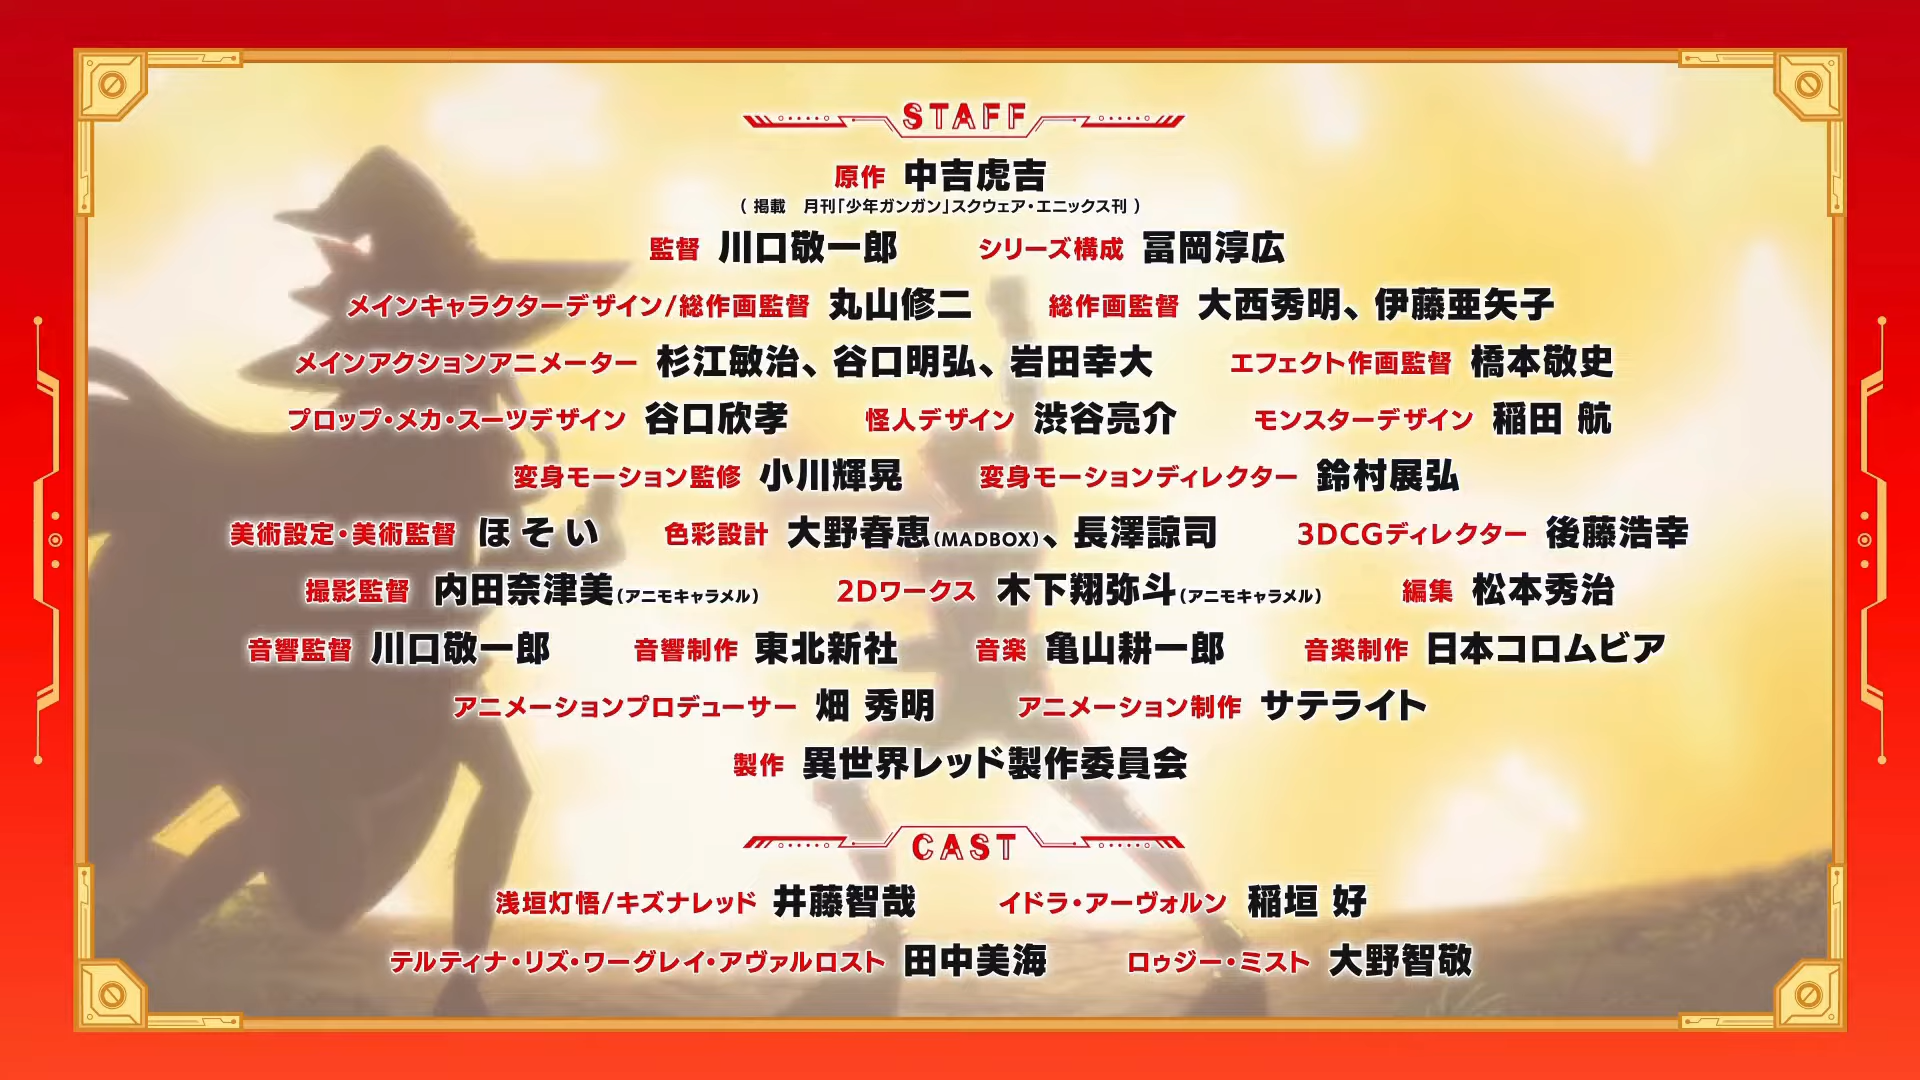 STAFF
原作 中吉虎吉
( 掲載 月刊「少年ガンガン」スクウェア・エニックス刊 )
監督 川口敬一郎 シリーズ構成 冨岡淳広
メインキャラクターデザイン/総作画監督 丸山修二 総作画監督 大西秀明、伊藤亜矢子
メインアクションアニメーター 杉江敏治、谷口明弘、岩田幸大 エフェクト作画監督 橋本敬史
プロップ・メカ・スーツデザイン 谷口欣孝 怪人デザイン 渋谷亮介 モンスターデザイン 稲田 航
変身モーション監修 小川輝晃 変身モーションディレクター 鈴村展弘
美術設定・美術監督 ほそい 色彩設計 大野春恵(MADBOX)、長澤諒司 3DCGディレクター 後藤浩幸
撮影監督 内田奈津美(アニモキャラメル) 2Dワークス 木下翔弥斗(アニモキャラメル) 編集 松本秀治
音響監督 川口敬一郎 音響制作 東北新社 音楽 亀山耕一郎 音楽制作 日本コロムビア
アニメーションプロデューサー 畑 秀明 アニメーション制作 サテライト
製作 異世界レッド製作委員会
CAST
浅垣灯悟/キズナレッド 井藤智哉 イドラ・アーヴォルン 稲垣 好
テルティナ・リズ・ワーグレイ・アヴァルロスト 田中美海 ロゥジー・ミスト 大野智敬